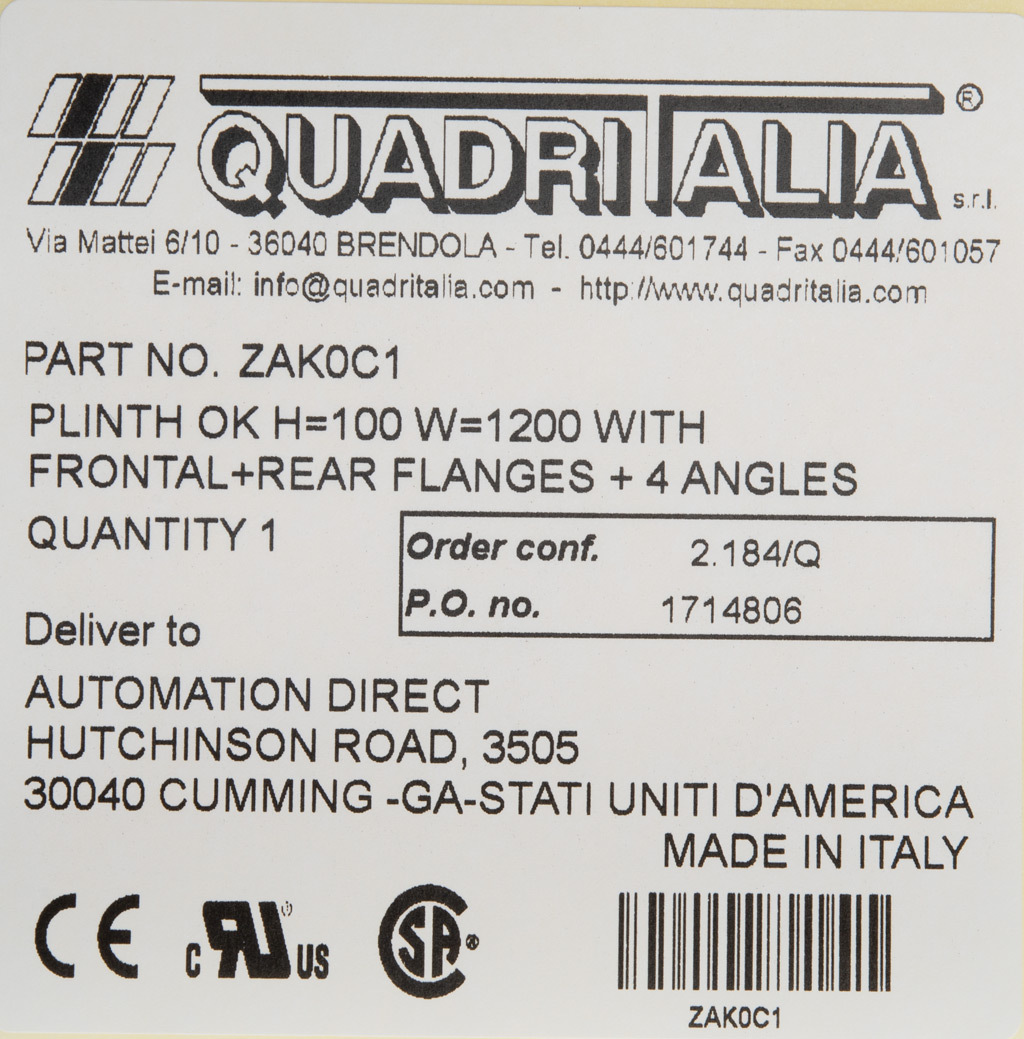 QUADRITALIA ® s.r.l.
Via Mattei 6/10 - 36040 BRENDOLA - Tel. 0444/601744 - Fax 0444/601057
E-mail: info@quadritalia.com - http://www.quadritalia.com
PART NO. ZAK0C1
PLINTH OK H=100 W=1200 WITH
FRONTAL+REAR FLANGES + 4 ANGLES
QUANTITY 1
Order conf. 2.184/Q
P.O. no. 1714806
Deliver to
AUTOMATION DIRECT
HUTCHINSON ROAD, 3505
30040 CUMMING -GA-STATI UNITI D'AMERICA
MADE IN ITALY
CE c RU US SA ®
ZAK0C1